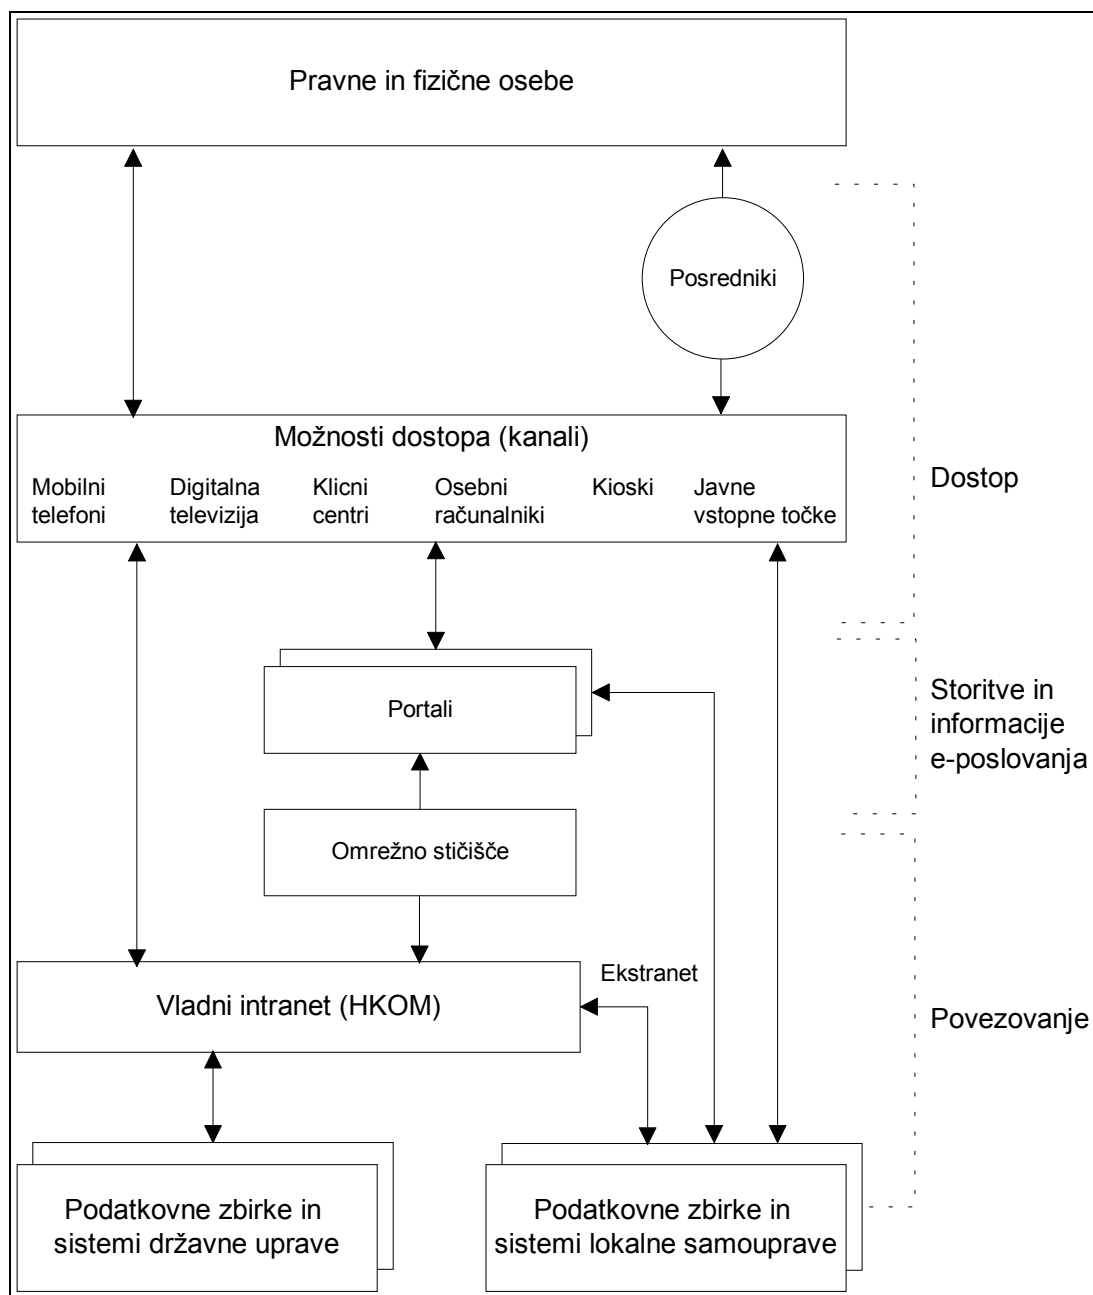 Pravne in fizične osebe
Posredniki
Možnosti dostopa (kanali)
Mobilni
telefoni
Digitalna
televizija
Klicni
centri
Osebni
računalniki
Kioski
Javne
vstopne točke
Dostop
Portali
Storitve in
informacije
e-poslovanja
Omrežno stičišče
Ekstranet
Vladni intranet (HKOM)
Povezovanje
Podatkovne zbirke in
sistemi državne uprave
Podatkovne zbirke in
sistemi lokalne samouprave